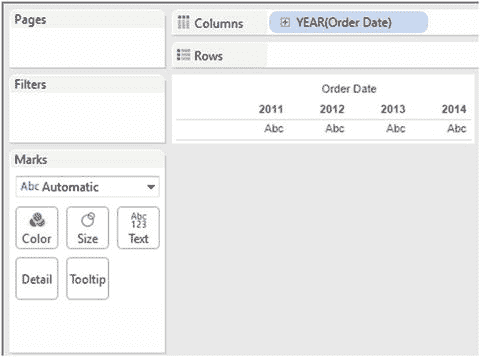 Pages
Columns
YEAR(Order Date)
Rows
Filters
Order Date
2011 2012 2013 2014
Abc Abc Abc Abc
Marks
Abc Automatic
Abc
123
Color Size Text
Detail Tooltip